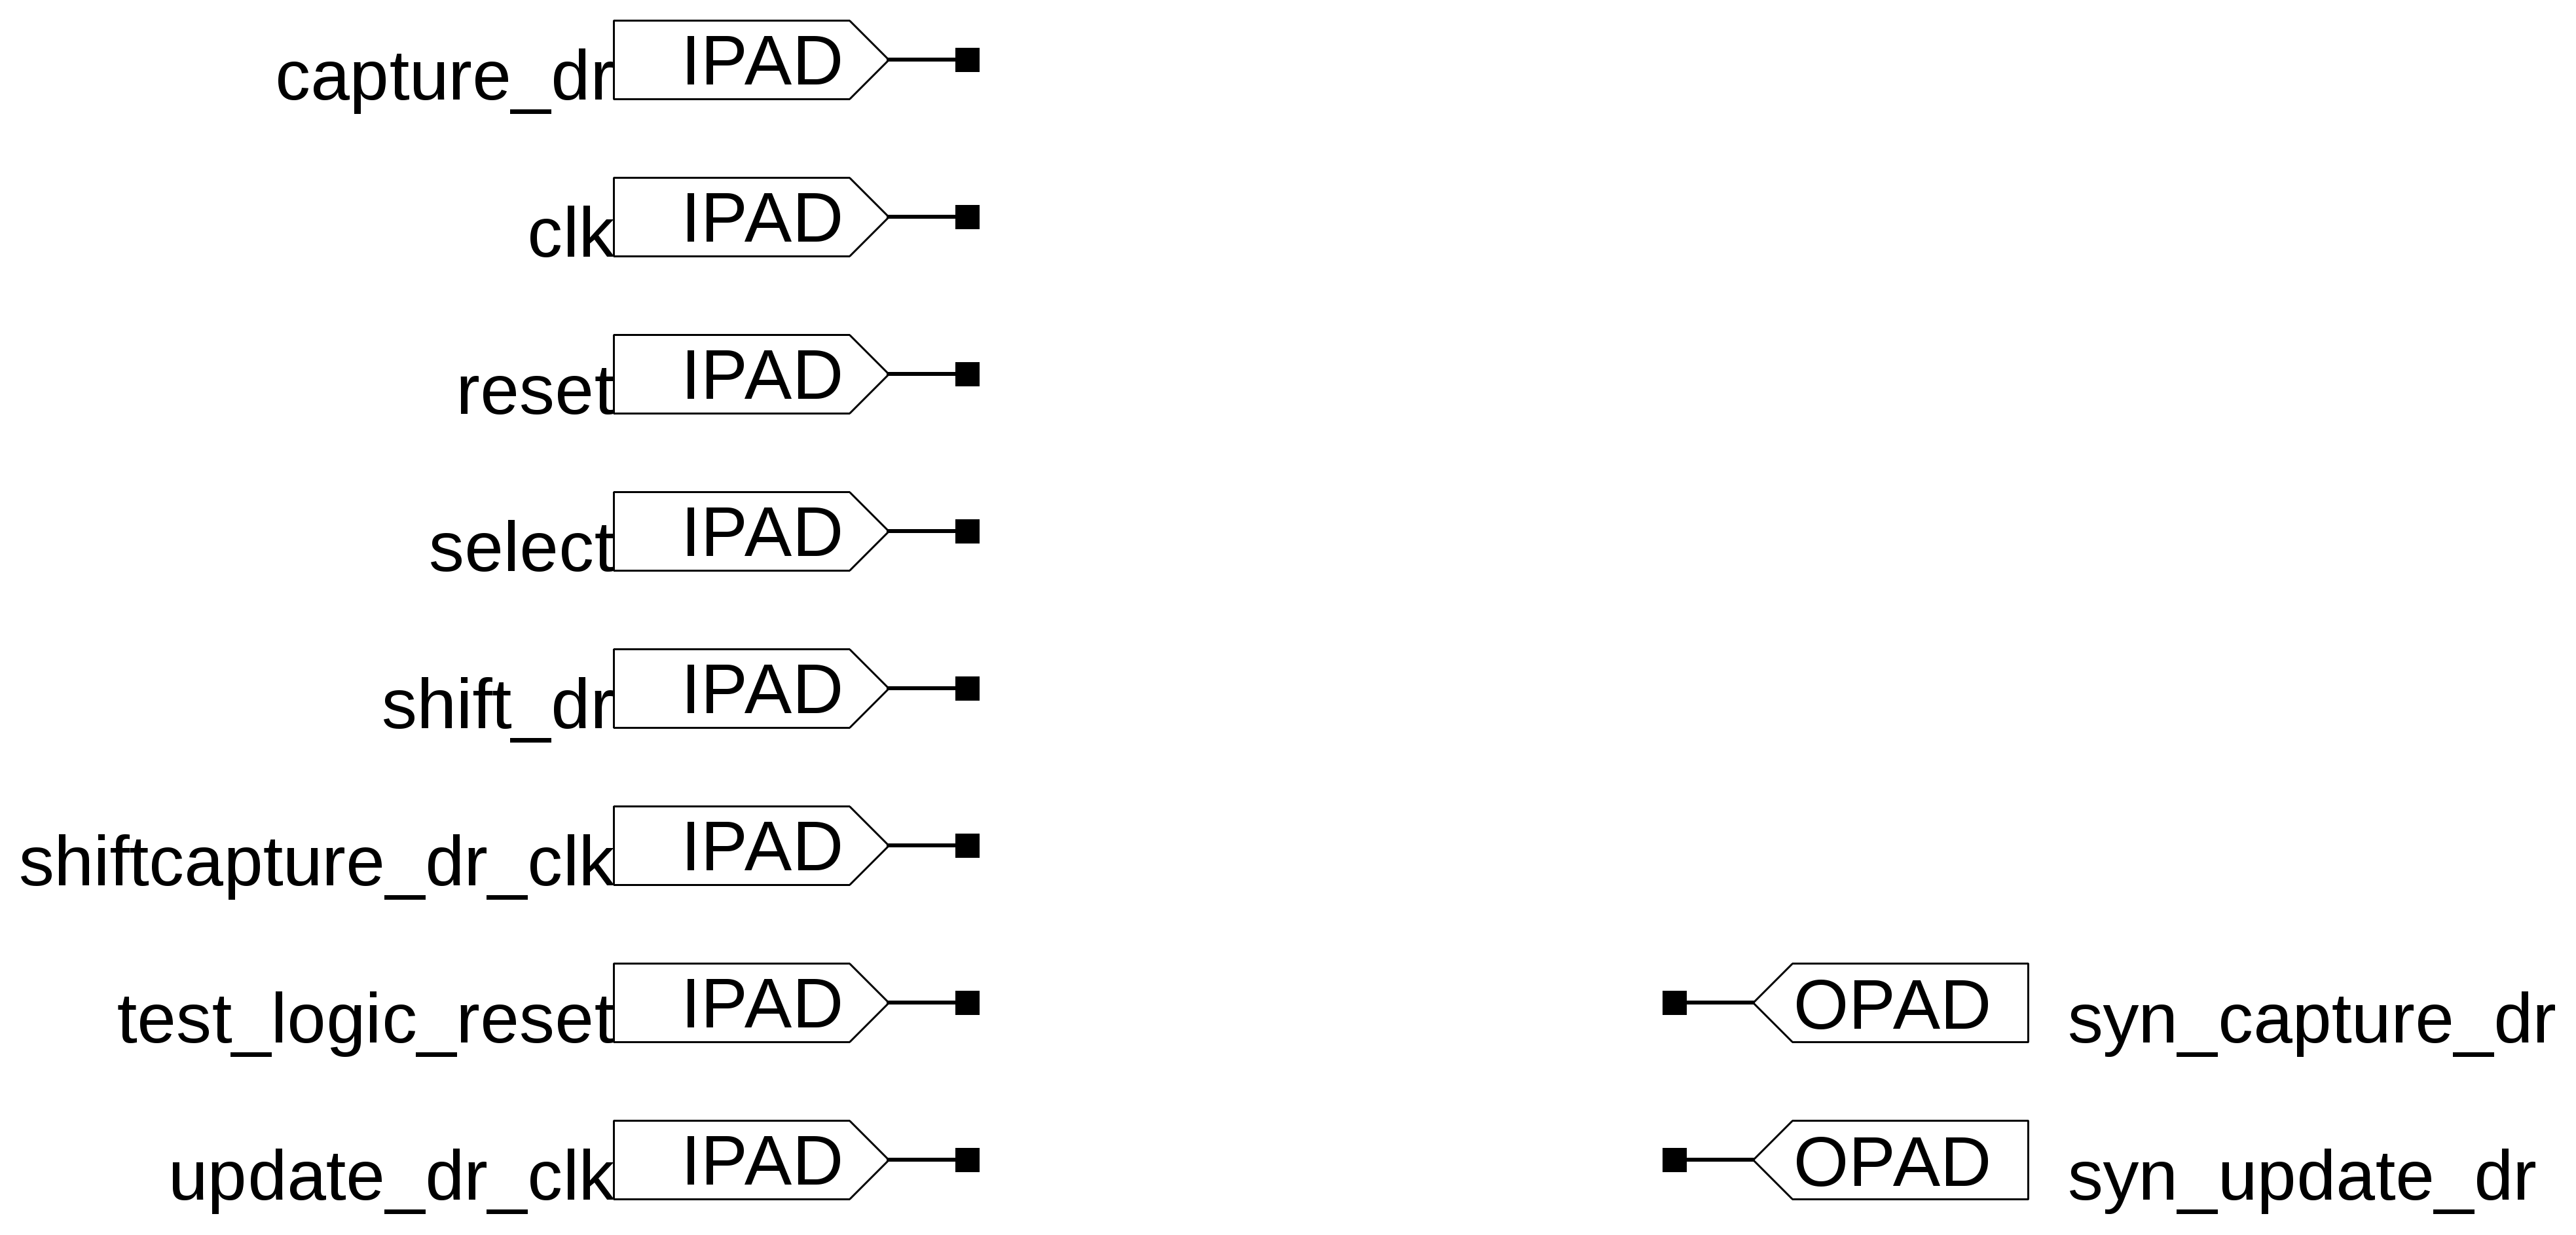 capture_dr IPAD
clk IPAD
reset IPAD
select IPAD
shift_dr IPAD
shiftcapture_dr_clk IPAD
test_logic_reset IPAD OPAD syn_capture_dr
update_dr_clk IPAD OPAD syn_update_dr